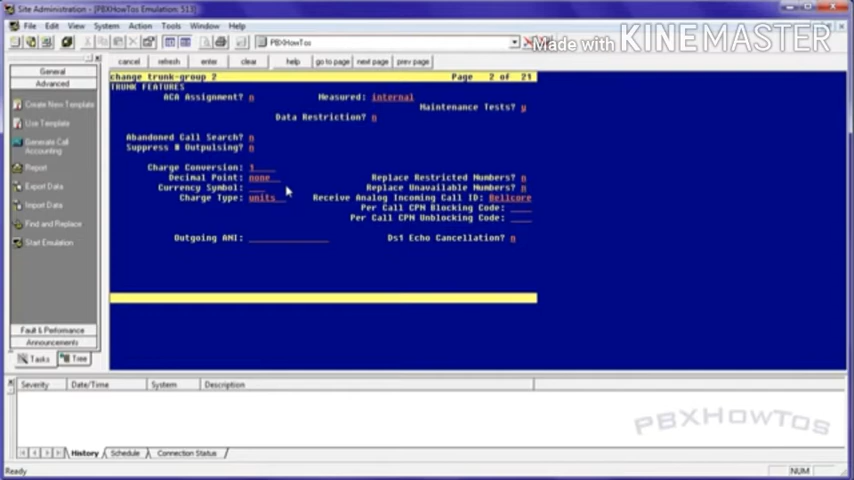 Site Administration - [PBXHowTos Emulation: 513]
File Edit View System Action Tools Window Help
PBXHowTos
Made with KINEMASTER
General
Advanced
Create New Template
Use Template
Generate Call Accounting
Report
Export Data
Import Data
Find and Replace
Start Emulation
Fault & Performance
Announcements
Tasks Tree
cancel refresh enter clear help go to page next page prev page
change trunk-group 2 Page 2 of 21
TRUNK FEATURES
ACA Assignment? n Measured: internal
Maintenance Tests? y
Data Restriction? n
Abandoned Call Search? n
Suppress # Outpulsing? n
Charge Conversion: 1
Decimal Point: none Replace Restricted Numbers? n
Currency Symbol: Replace Unavailable Numbers? n
Charge Type: units Receive Analog Incoming Call ID: Bellcore
Per Call CPN Blocking Code:
Per Call CPN Unblocking Code:
Outgoing ANI: Ds1 Echo Cancellation? n
Severity Date/Time System Description
PBXHowTos
History Schedule Connection Status
Ready NUM